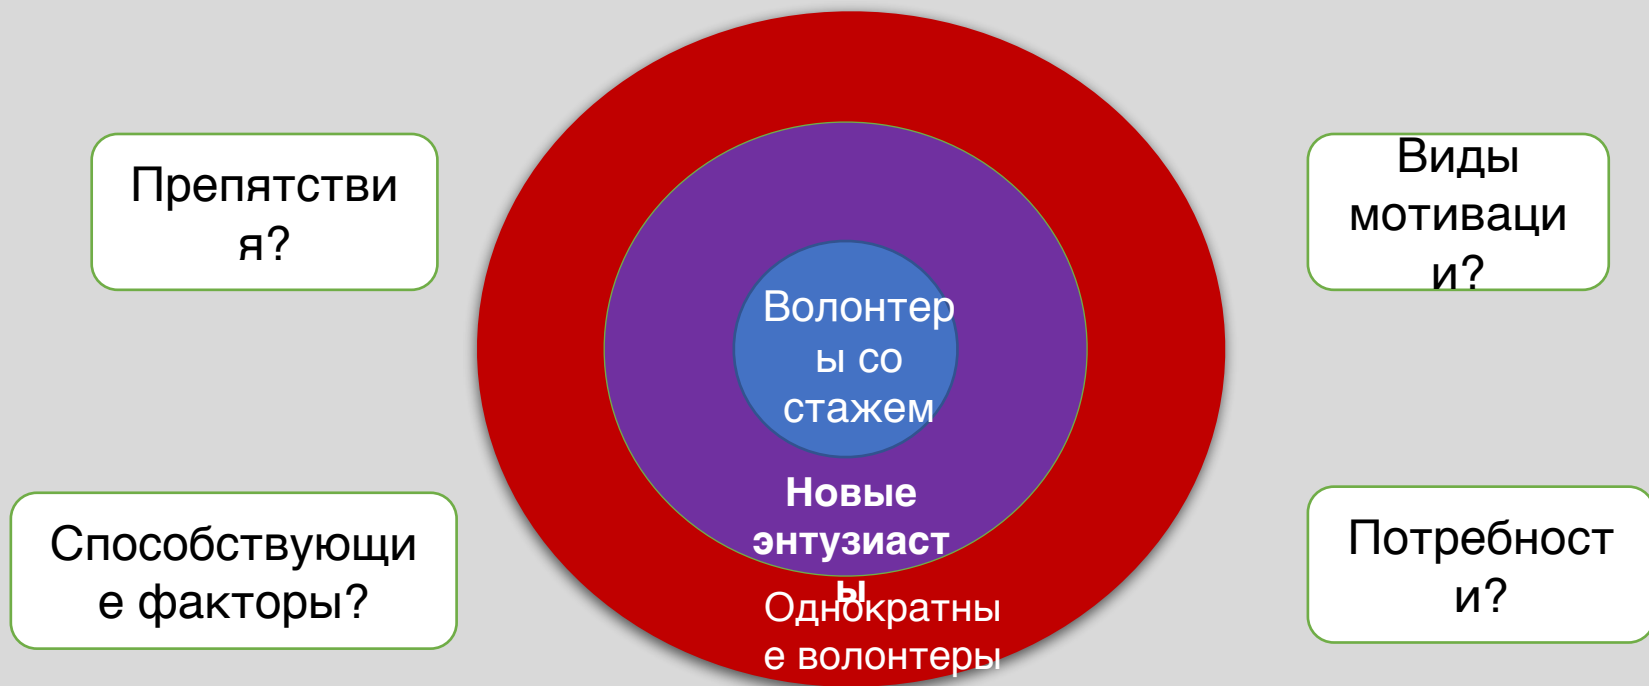 Препятстви
я?
Виды
мотиваци
и?
Волонтер
ы со
стажем
Новые
энтузиаст
ы
Однократны
е волонтеры
Способствующи
е факторы?
Потребност
и?